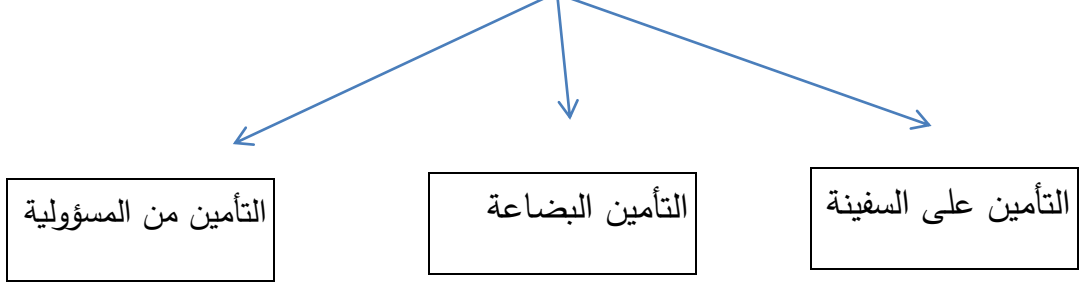 التأمين على السفينة
التأمين البضاعة
التأمين من المسؤولية